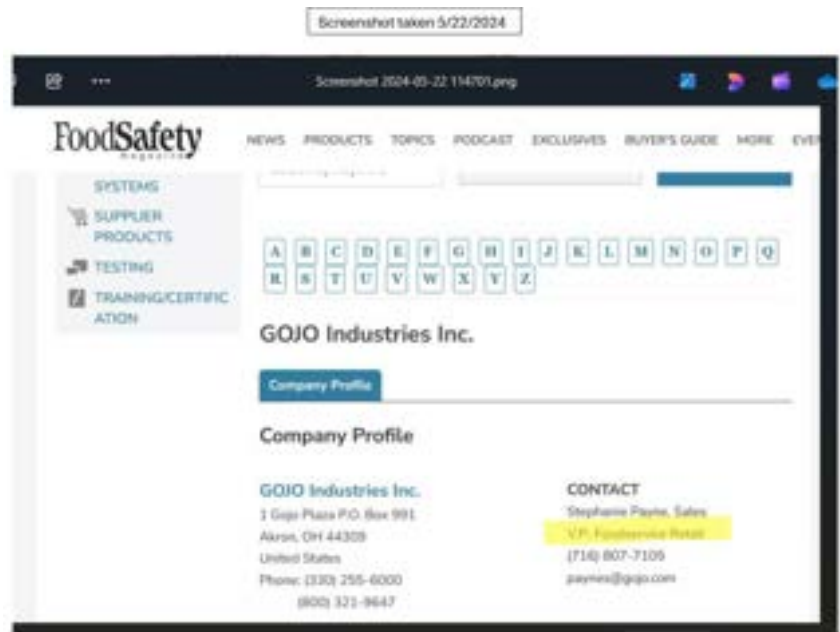 Screenshot taken 5/22/2024
Screenshot 2024-05-22 114701.png
FoodSafety
magazine
NEWS PRODUCTS TOPICS PODCAST EXCLUSIVES BUYER'S GUIDE MORE EVE
SYSTEMS
SUPPLIER
PRODUCTS
TESTING
TRAINING/CERTIFIC
ATION
A B C D E F G H I J K L M N O P Q
R S T U V W X Y Z
GOJO Industries Inc.
Company Profile
Company Profile
GOJO Industries Inc.
1 Gojo Plaza P.O. Box 991
Akron, OH 44309
United States
Phone: (330) 255-6000
(800) 321-9647
CONTACT
Stephanie Payne, Sales
V.P., Foodservice Retail
(716) 807-7109
paynes@gojo.com